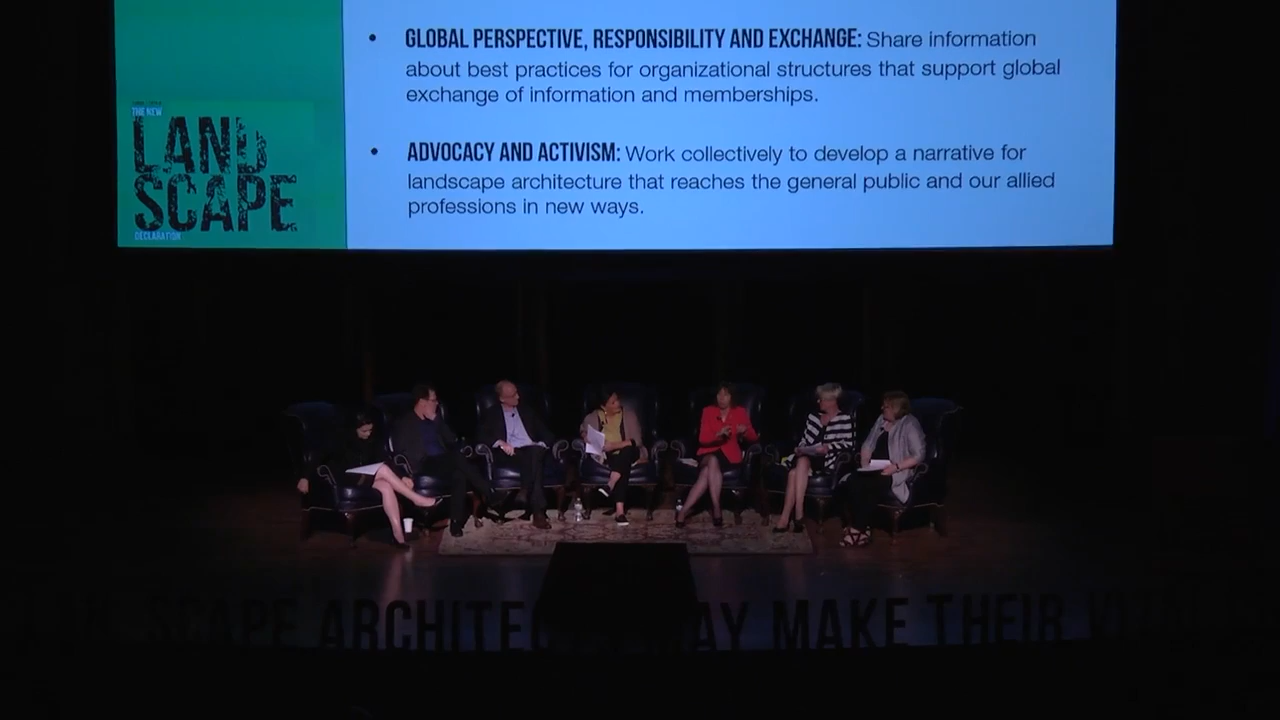 • GLOBAL PERSPECTIVE, RESPONSIBILITY AND EXCHANGE: Share information
about best practices for organizational structures that support global
exchange of information and memberships.
• ADVOCACY AND ACTIVISM: Work collectively to develop a narrative for
landscape architecture that reaches the general public and our allied
professions in new ways.
THE NEW
LAND
SCAPE
DECLARATION
SCAPE ARCHITEC MAKE THEIR